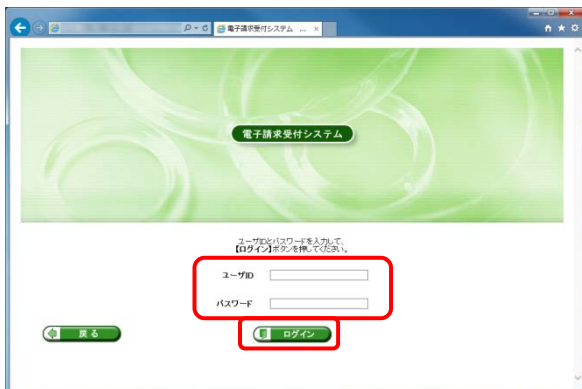 電子請求受付システム ... ×
電子請求受付システム
ユーザIDとパスワードを入力して、
【ログイン】ボタンを押してください。
ユーザID
パスワード
戻る
ログイン